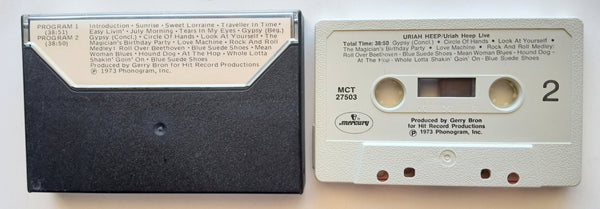 PROGRAM 1
(38:51)
PROGRAM 2
(38:50)
Introduction • Sunrise • Sweet Lorraine • Traveller In Time •
Easy Livin' • July Morning • Tears In My Eyes • Gypsy (Beg.)
Gypsy (Concl.) • Circle Of Hands • Look At Yourself • The
Magician's Birthday Party • Love Machine • Rock And Roll
Medley: Roll Over Beethoven • Blue Suede Shoes • Mean
Woman Blues • Hound Dog • At The Hop • Whole Lotta
Shakin' Goin' On • Blue Suede Shoes
Produced by Gerry Bron for Hit Record Productions
℗ 1973 Phonogram, Inc.
URIAH HEEP/Uriah Heep Live
Total Time: 38:50 Gypsy (Concl.) • Circle Of Hands • Look At Yourself •
The Magician's Birthday Party • Love Machine • Rock And Roll Medley:
Roll Over Beethoven • Blue Suede Shoes • Mean Woman Blues • Hound Dog •
At The Hop • Whole Lotta Shakin' Goin' On • Blue Suede Shoes
MCT
27503
2
mercury
Produced by Gerry Bron
for Hit Record Productions
℗ 1973 Phonogram, Inc.